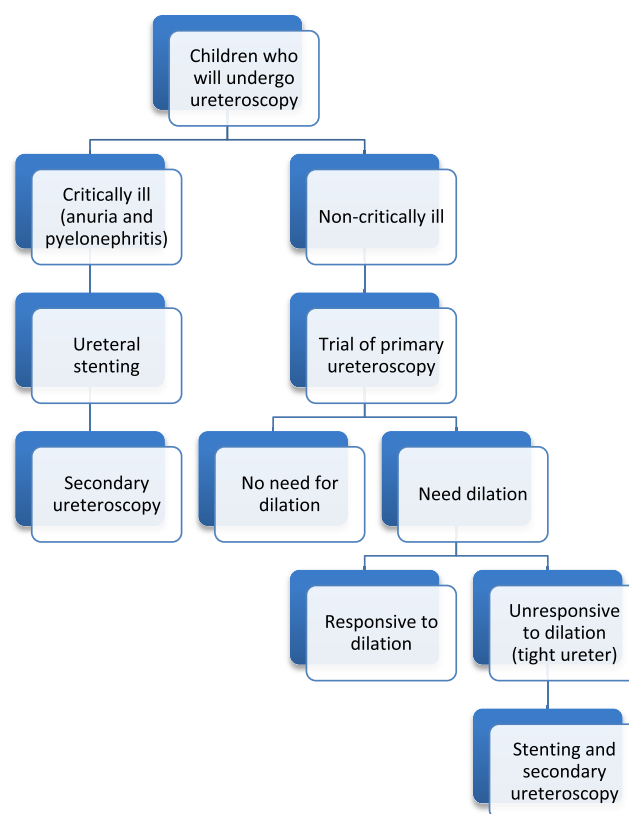 Children who
will undergo
ureteroscopy
Critically ill
(anuria and
pyelonephritis)
Non-critically ill
Ureteral
stenting
Trial of primary
ureteroscopy
Secondary
ureteroscopy
No need for
dilation
Need dilation
Responsive to
dilation
Unresponsive
to dilation
(tight ureter)
Stenting and
secondary
ureteroscopy